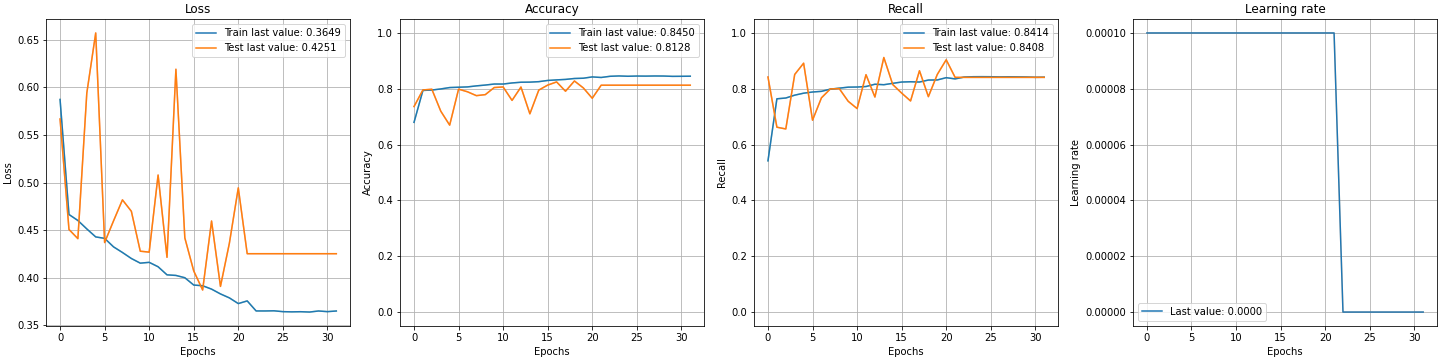 Loss
Train last value: 0.3649
Test last value: 0.4251
0.65
0.60
0.55
0.50
0.45
0.40
0.35
Loss
0 5 10 15 20 25 30
Epochs
Accuracy
Train last value: 0.8450
Test last value: 0.8128
1.0
0.8
0.6
0.4
0.2
0.0
Accuracy
0 5 10 15 20 25 30
Epochs
Recall
Train last value: 0.8414
Test last value: 0.8408
1.0
0.8
0.6
0.4
0.2
0.0
Recall
0 5 10 15 20 25 30
Epochs
Learning rate
0.00010
0.00008
0.00006
0.00004
0.00002
0.00000
Learning rate
Last value: 0.0000
0 5 10 15 20 25 30
Epochs